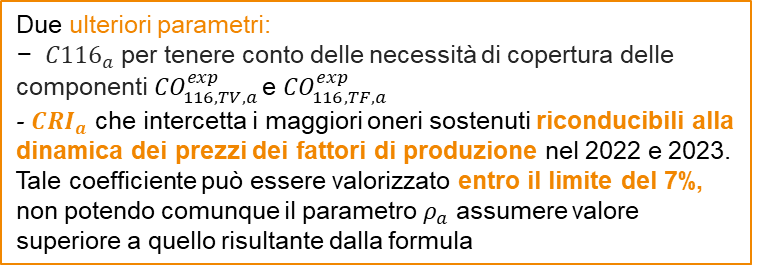 Due ulteriori parametri:
− 𝐶116ₐ per tenere conto delle necessità di copertura delle
componenti 𝐶𝑂^{𝑒𝑥𝑝}_{116,𝑇𝑉,𝑎} e 𝐶𝑂^{𝑒𝑥𝑝}_{116,𝑇𝐹,𝑎}
- 𝑪𝑹𝑰ₐ che intercetta i maggiori oneri sostenuti riconducibili alla
dinamica dei prezzi dei fattori di produzione nel 2022 e 2023.
Tale coefficiente può essere valorizzato entro il limite del 7%,
non potendo comunque il parametro 𝜌ₐ assumere valore
superiore a quello risultante dalla formula